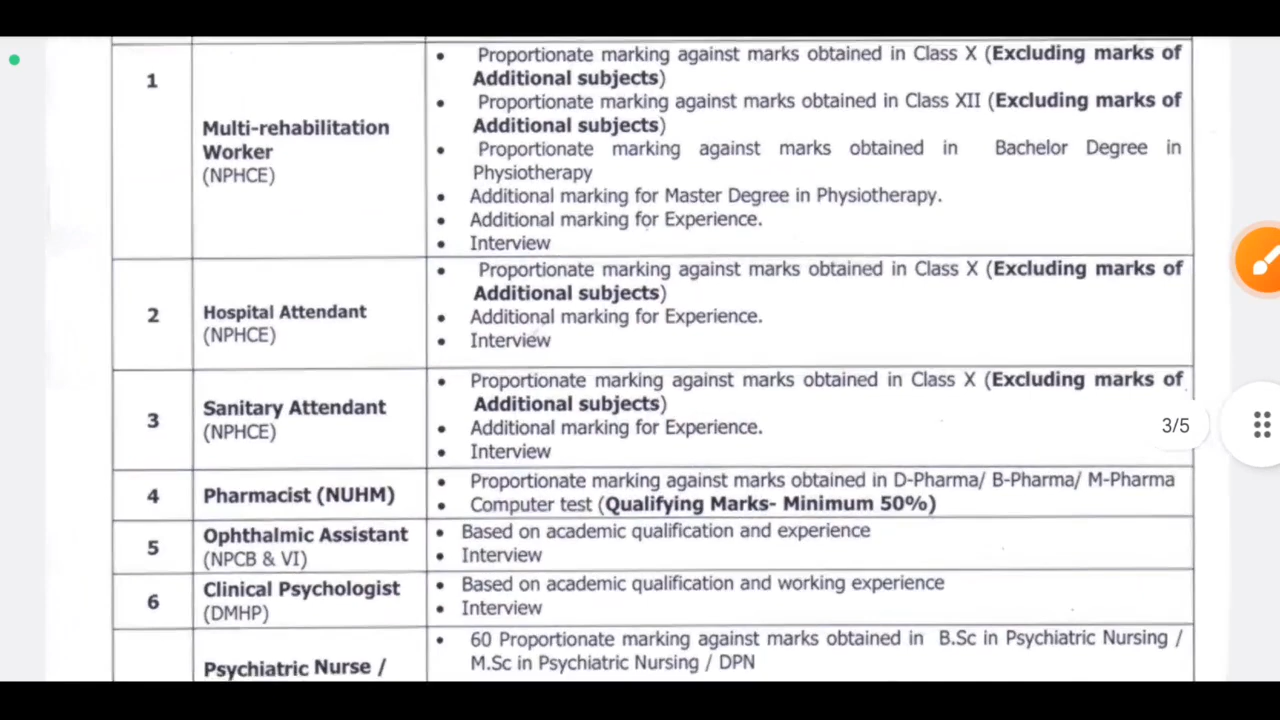 1
Multi-rehabilitation
Worker
(NPHCE)
• Proportionate marking against marks obtained in Class X (Excluding marks of
Additional subjects)
• Proportionate marking against marks obtained in Class XII (Excluding marks of
Additional subjects)
• Proportionate marking against marks obtained in Bachelor Degree in
Physiotherapy
• Additional marking for Master Degree in Physiotherapy.
• Additional marking for Experience.
• Interview
2
Hospital Attendant
(NPHCE)
• Proportionate marking against marks obtained in Class X (Excluding marks of
Additional subjects)
• Additional marking for Experience.
• Interview
3
Sanitary Attendant
(NPHCE)
• Proportionate marking against marks obtained in Class X (Excluding marks of
Additional subjects)
• Additional marking for Experience.
• Interview
3/5
4
Pharmacist (NUHM)
• Proportionate marking against marks obtained in D-Pharma/ B-Pharma/ M-Pharma
• Computer test (Qualifying Marks- Minimum 50%)
5
Ophthalmic Assistant
(NPCB & VI)
• Based on academic qualification and experience
• Interview
6
Clinical Psychologist
(DMHP)
• Based on academic qualification and working experience
• Interview
Psychiatric Nurse /
• 60 Proportionate marking against marks obtained in B.Sc in Psychiatric Nursing /
M.Sc in Psychiatric Nursing / DPN